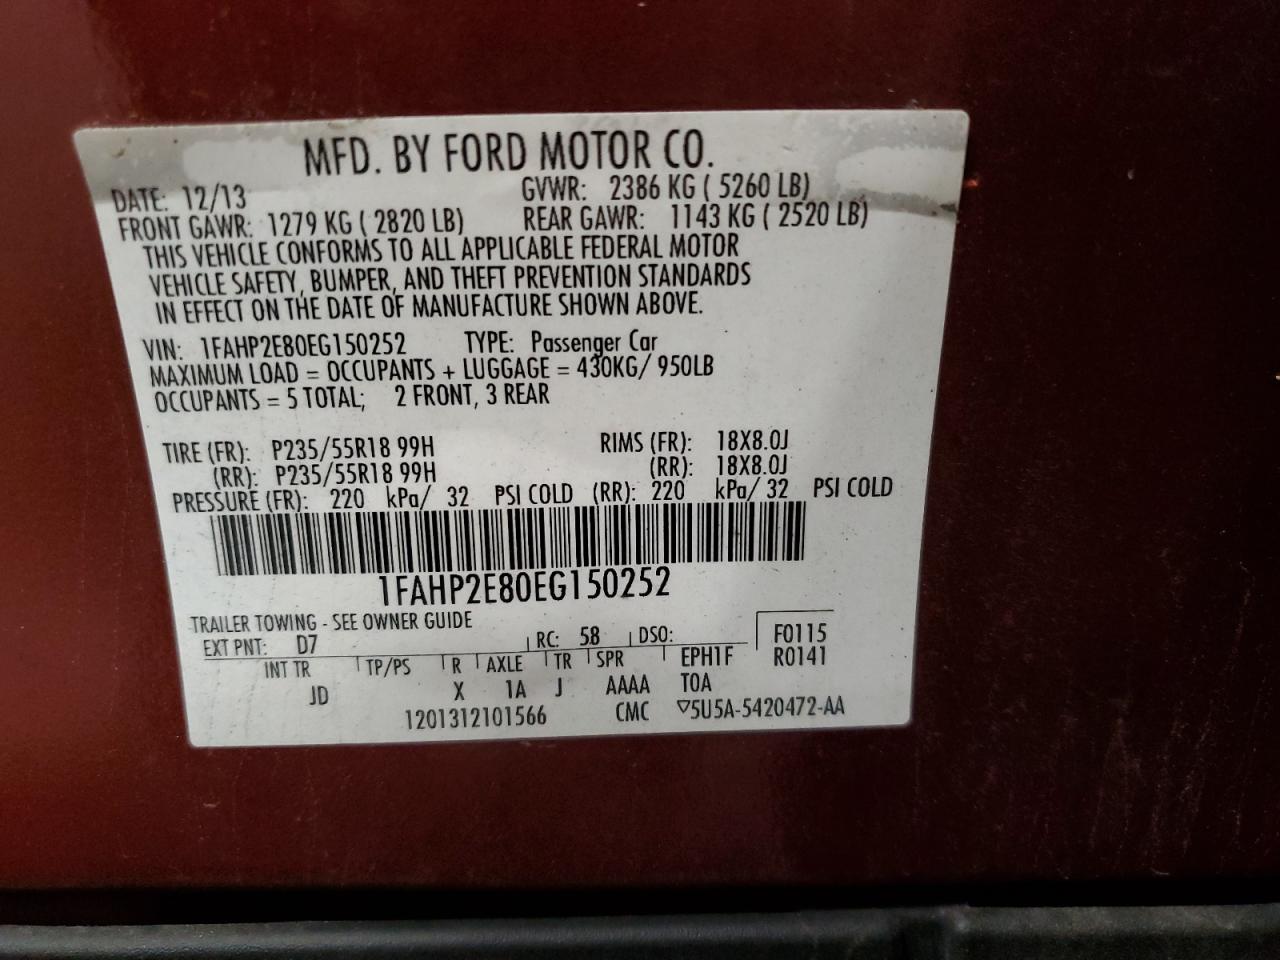 MFD. BY FORD MOTOR CO.
DATE: 12/13 GVWR: 2386 KG ( 5260 LB)
FRONT GAWR: 1279 KG ( 2820 LB) REAR GAWR: 1143 KG ( 2520 LB)
THIS VEHICLE CONFORMS TO ALL APPLICABLE FEDERAL MOTOR
VEHICLE SAFETY, BUMPER, AND THEFT PREVENTION STANDARDS
IN EFFECT ON THE DATE OF MANUFACTURE SHOWN ABOVE.
VIN: 1FAHP2E80EG150252 TYPE: Passenger Car
MAXIMUM LOAD = OCCUPANTS + LUGGAGE = 430KG/ 950LB
OCCUPANTS = 5 TOTAL; 2 FRONT, 3 REAR
TIRE (FR): P235/55R18 99H RIMS (FR): 18X8.0J
(RR): P235/55R18 99H (RR): 18X8.0J
PRESSURE (FR): 220 kPa/ 32 PSI COLD (RR): 220 kPa/ 32 PSI COLD
1FAHP2E80EG150252
TRAILER TOWING - SEE OWNER GUIDE
EXT PNT: D7 RC: 58 DSO: F0115
INT TR TP/PS R AXLE TR SPR EPH1F R0141
JD X 1A J AAAA T0A
1201312101566 CMC ▽5U5A-5420472-AA